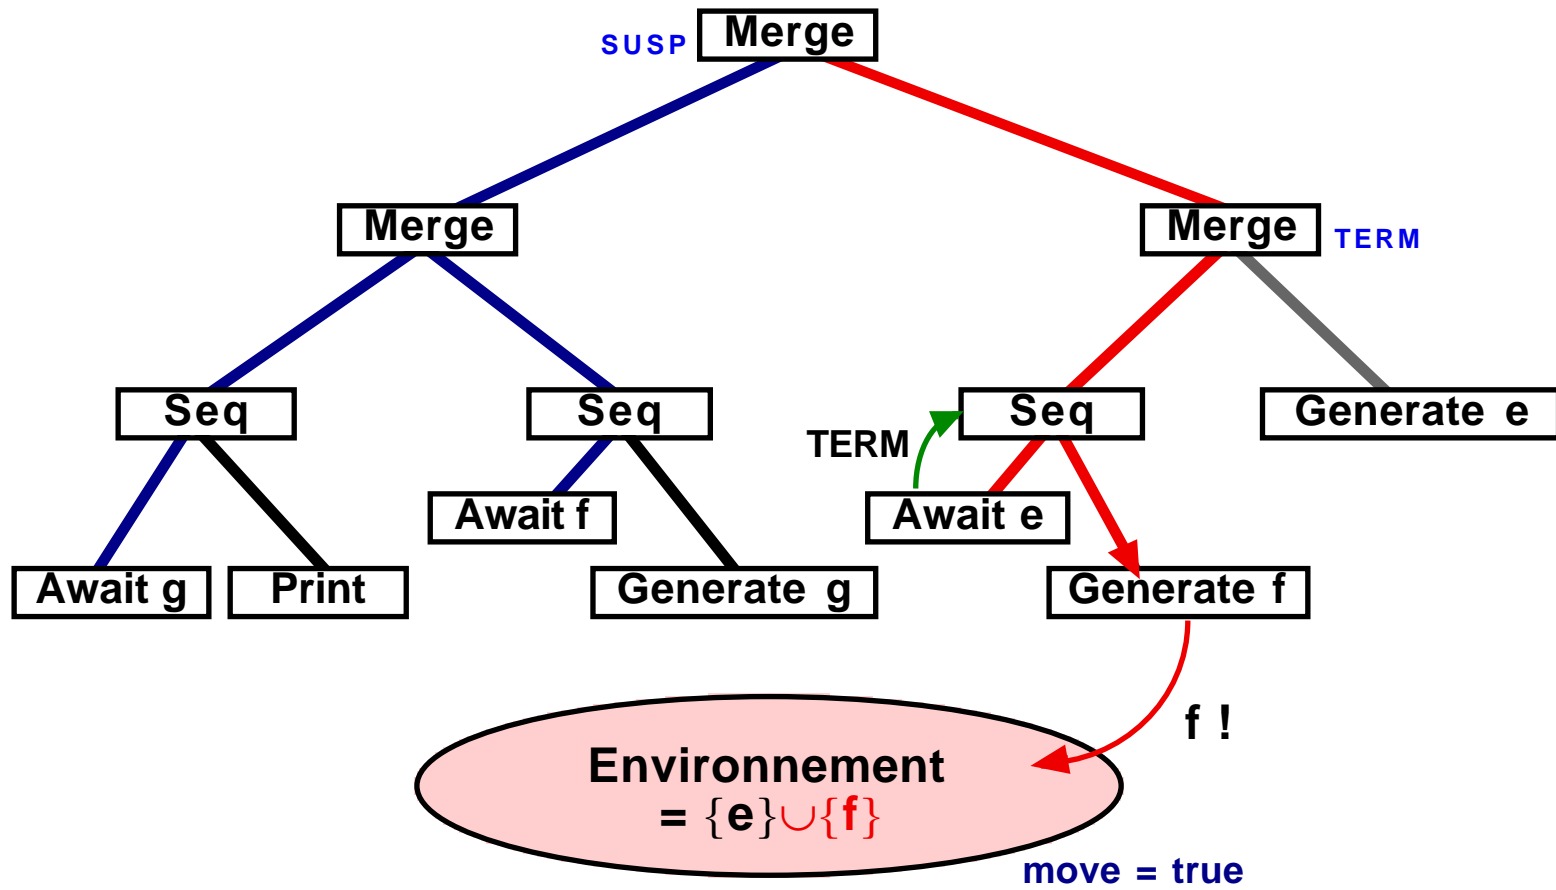 SUSP
Merge
Merge
Merge
TERM
Seq
Seq
Seq
Generate e
TERM
Await f
Await e
Await g
Print
Generate g
Generate f
f !
Environnement
= {e}∪{f}
move = true